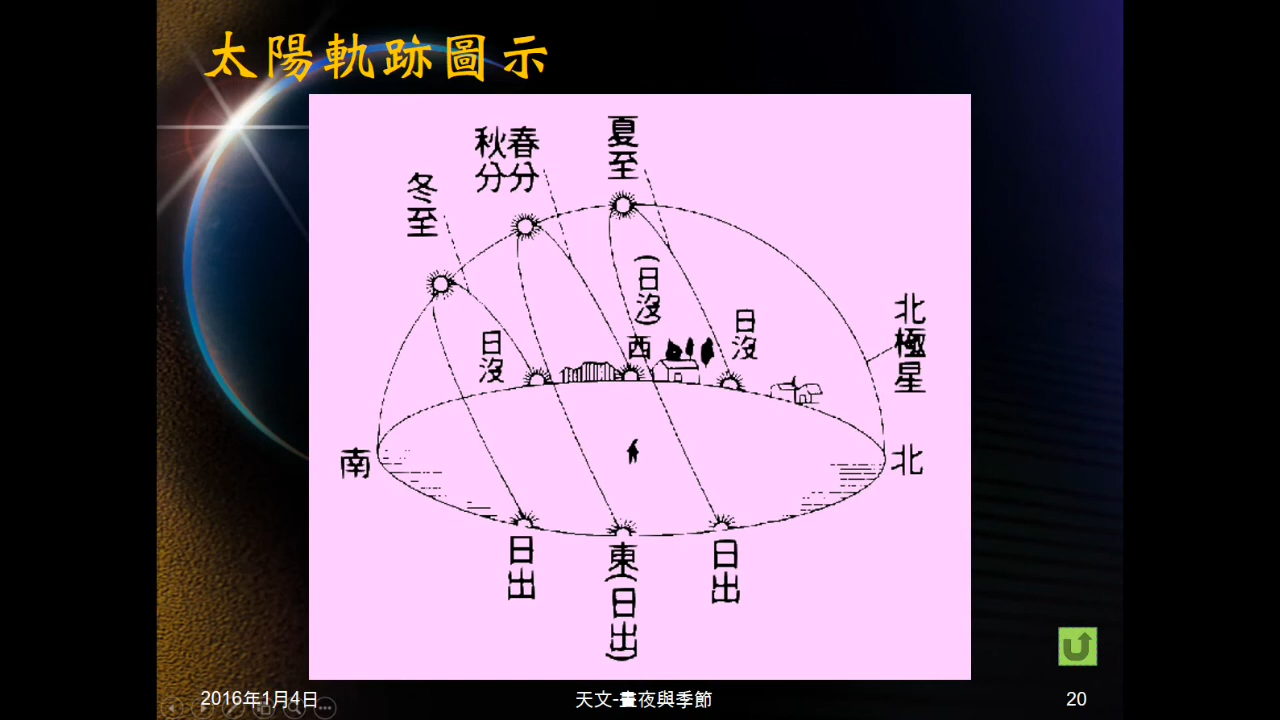 太陽軌跡圖示
夏至
春分
秋分
冬至
(日沒)
西
日沒
日沒
北極星
南
北
日出
東(日出)
日出
2016年1月4日
天文-晝夜與季節
20